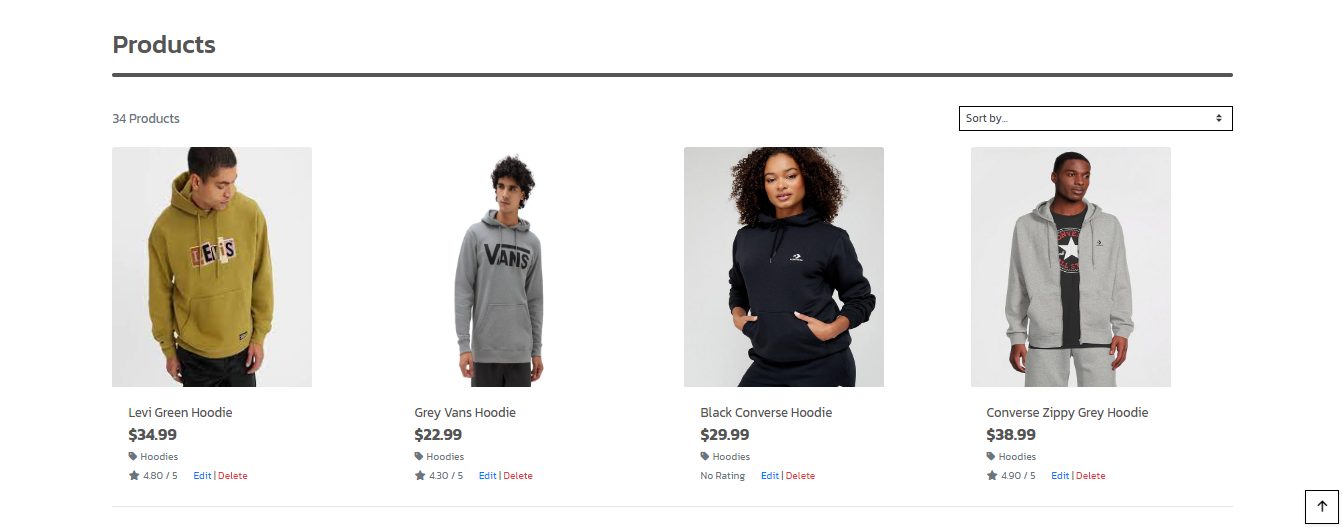 Products
34 Products
Sort by...
LEViS
VANS
Levi Green Hoodie
$34.99
Hoodies
4.80 / 5 Edit | Delete
Grey Vans Hoodie
$22.99
Hoodies
4.30 / 5 Edit | Delete
Black Converse Hoodie
$29.99
Hoodies
No Rating Edit | Delete
Converse Zippy Grey Hoodie
$38.99
Hoodies
4.90 / 5 Edit | Delete